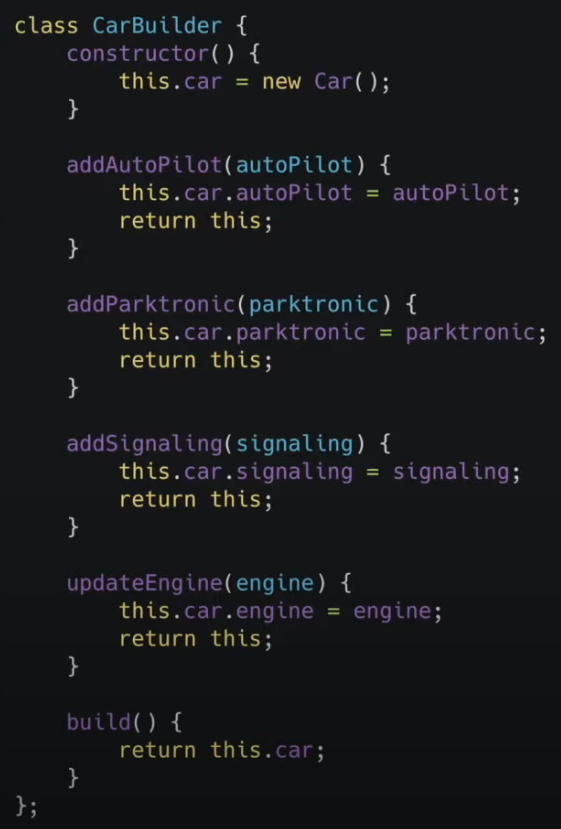 class CarBuilder {
    constructor() {
        this.car = new Car();
    }

    addAutoPilot(autoPilot) {
        this.car.autoPilot = autoPilot;
        return this;
    }

    addParktronic(parktronic) {
        this.car.parktronic = parktronic;
        return this;
    }

    addSignaling(signaling) {
        this.car.signaling = signaling;
        return this;
    }

    updateEngine(engine) {
        this.car.engine = engine;
        return this;
    }

    build() {
        return this.car;
    }
};